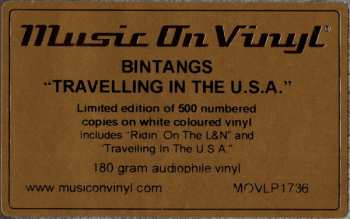 Music On Vinyl®
BINTANGS
"TRAVELLING IN THE U.S.A."
Limited edition of 500 numbered
copies on white coloured vinyl
includes "Ridin' On The L&N" and
"Travelling In The U S A."
180 gram audiophile vinyl
www.musiconvinyl.com MOVLP1736